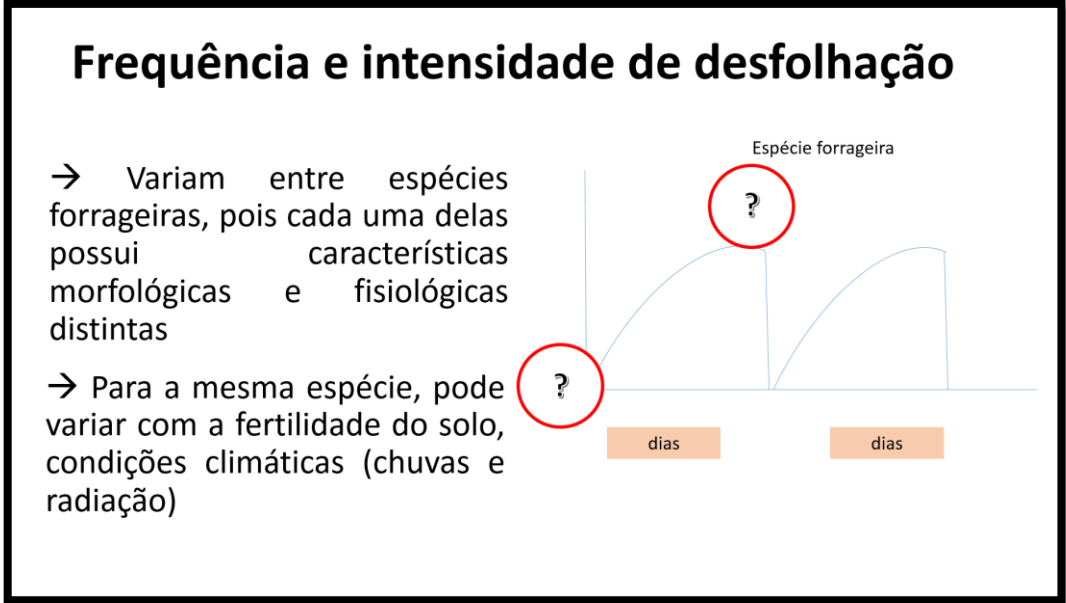 Frequência e intensidade de desfolhação
→ Variam entre espécies
forrageiras, pois cada uma delas
possui características
morfológicas e fisiológicas
distintas
→ Para a mesma espécie, pode
variar com a fertilidade do solo,
condições climáticas (chuvas e
radiação)
Espécie forrageira
?
?
dias
dias